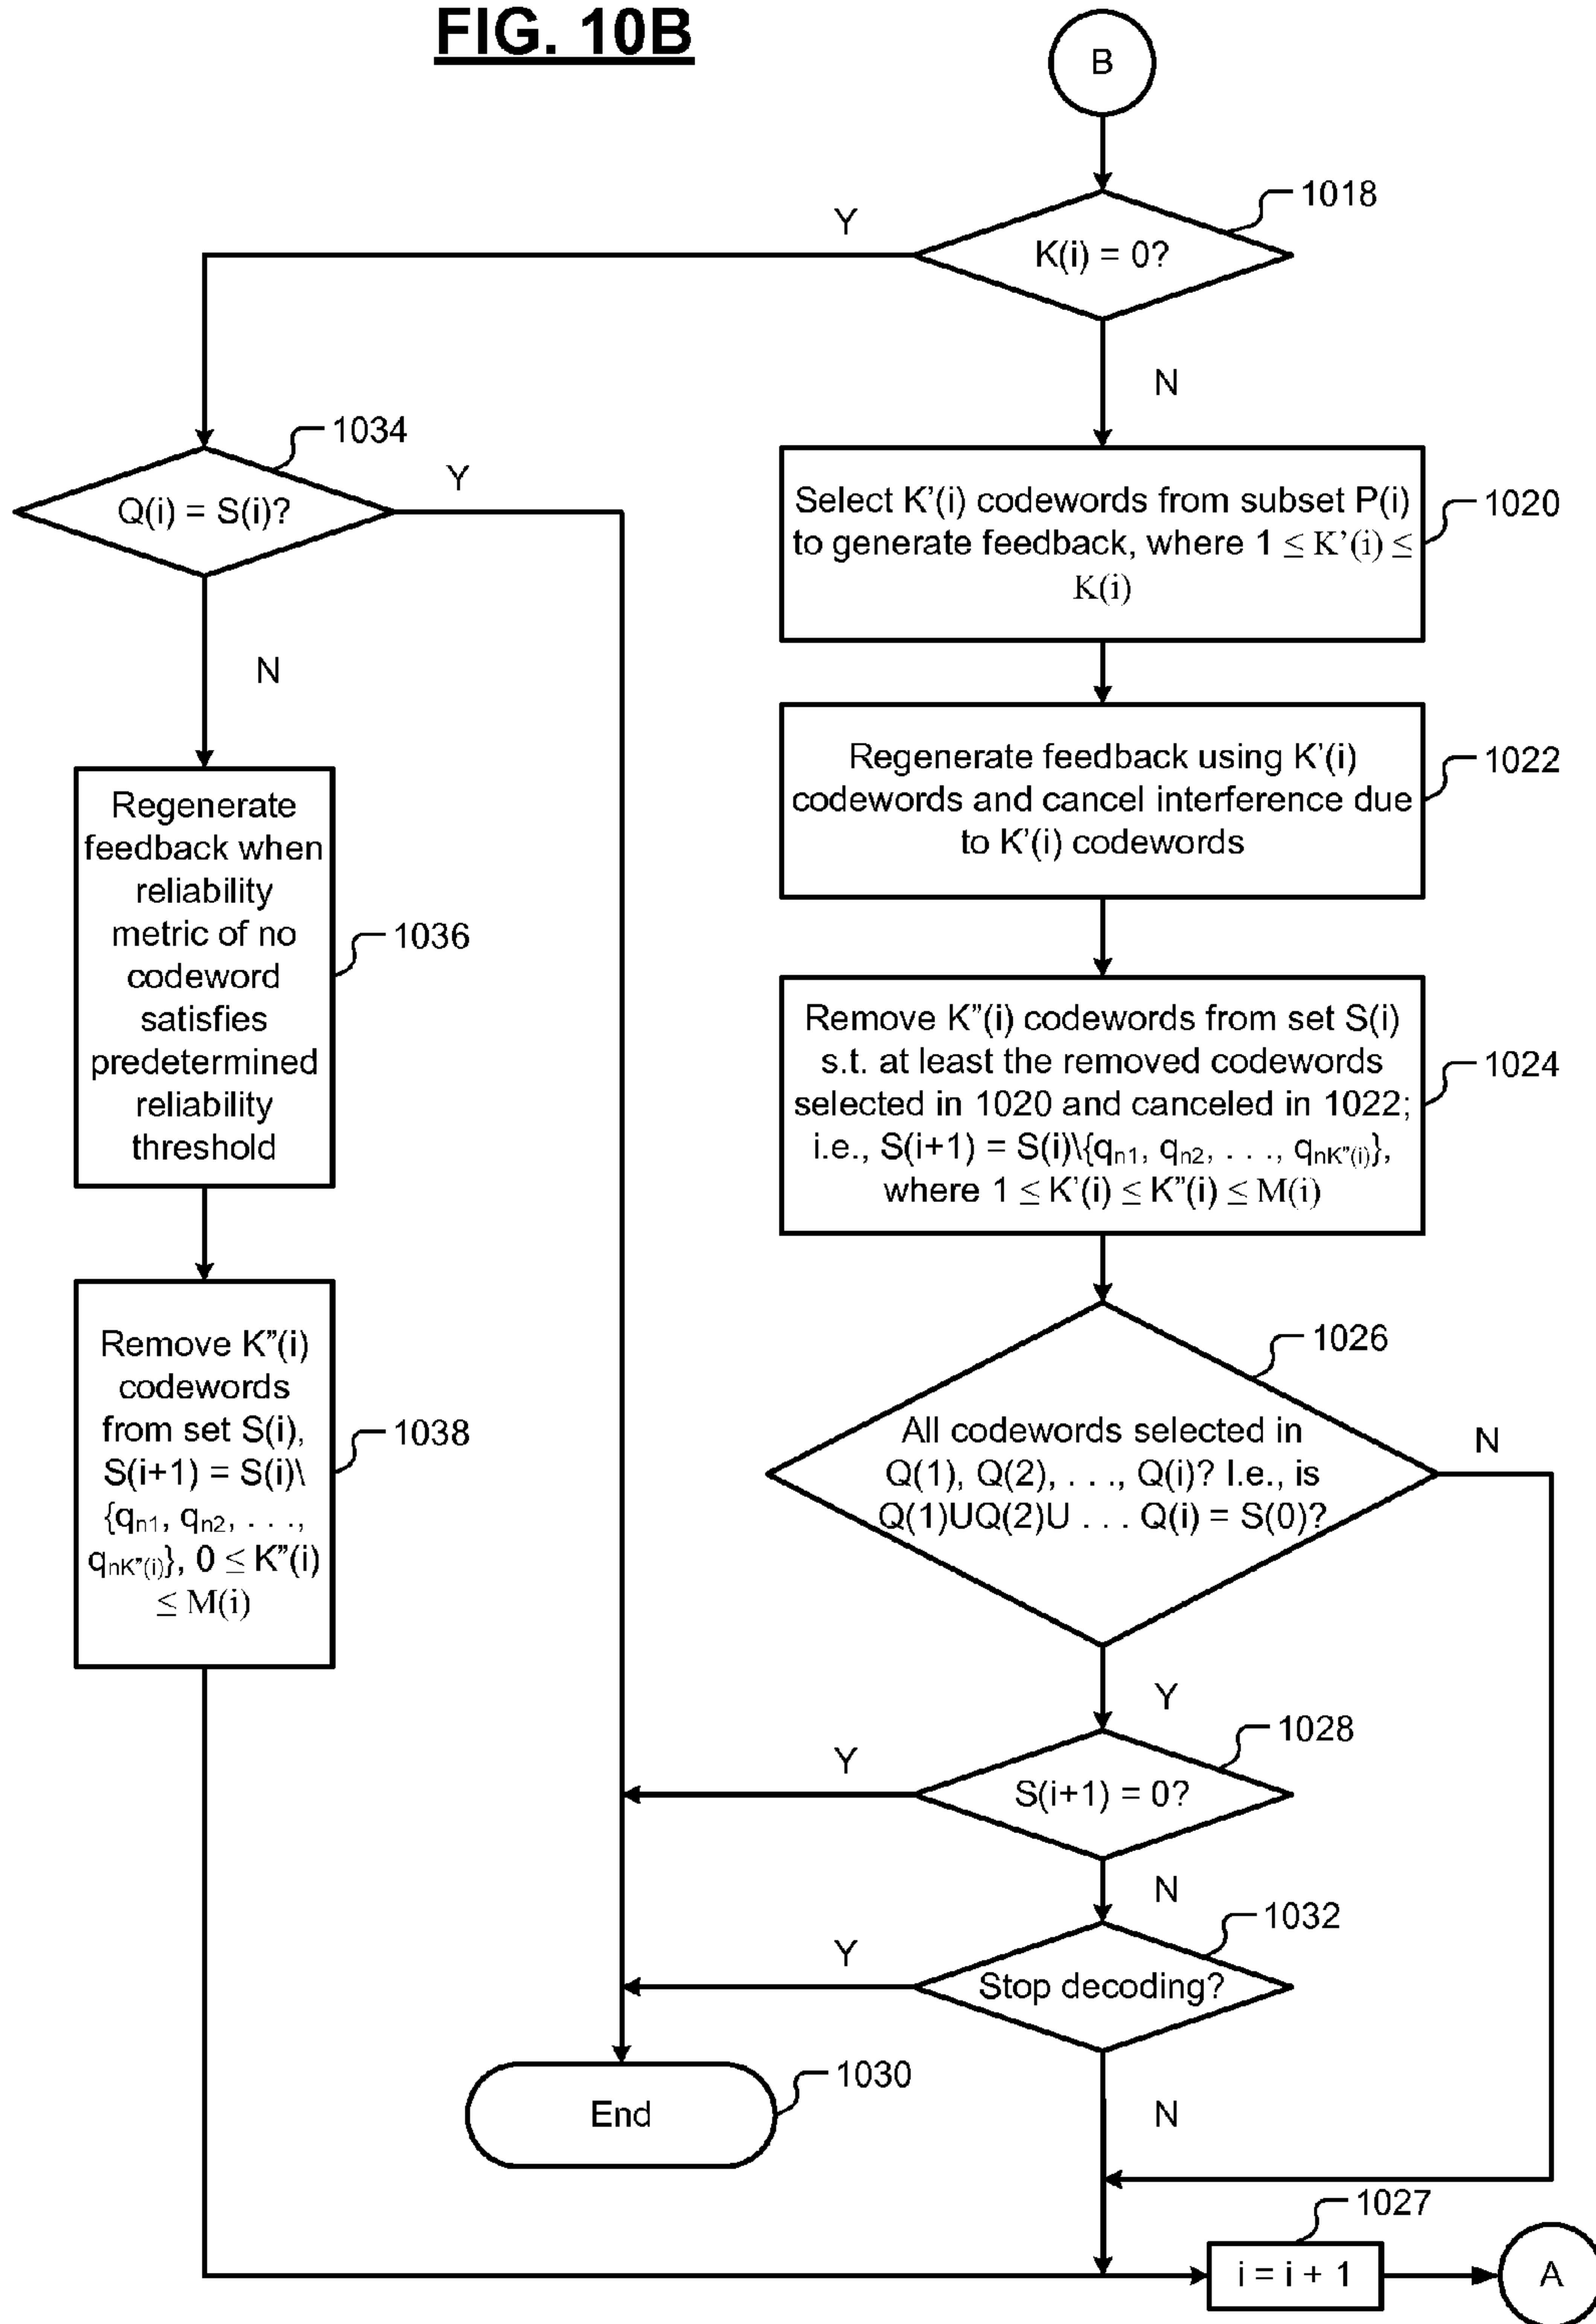 FIG. 10B
B
1018
Y
K(i) = 0?
N
1034
Y
Q(i) = S(i)?
N
Select K'(i) codewords from subset P(i)
to generate feedback, where 1 ≤ K'(i) ≤
K(i)
1020
Regenerate feedback using K'(i)
codewords and cancel interference due
to K'(i) codewords
1022
Regenerate
feedback when
reliability
metric of no
codeword
satisfies
predetermined
reliability
threshold
1036
Remove K"(i) codewords from set S(i)
s.t. at least the removed codewords
selected in 1020 and canceled in 1022;
i.e., S(i+1) = S(i)\{qn1, qn2, . . ., qnK"(i)},
where 1 ≤ K'(i) ≤ K"(i) ≤ M(i)
1024
Remove K"(i)
codewords
from set S(i),
S(i+1) = S(i)\
{qn1, qn2, . . .,
qnK"(i)}, 0 ≤ K"(i)
≤ M(i)
1038
1026
All codewords selected in
Q(1), Q(2), . . ., Q(i)? I.e., is
Q(1)UQ(2)U . . . Q(i) = S(0)?
N
Y
1028
Y
S(i+1) = 0?
N
1032
Y
Stop decoding?
N
End
1030
1027
i = i + 1
A